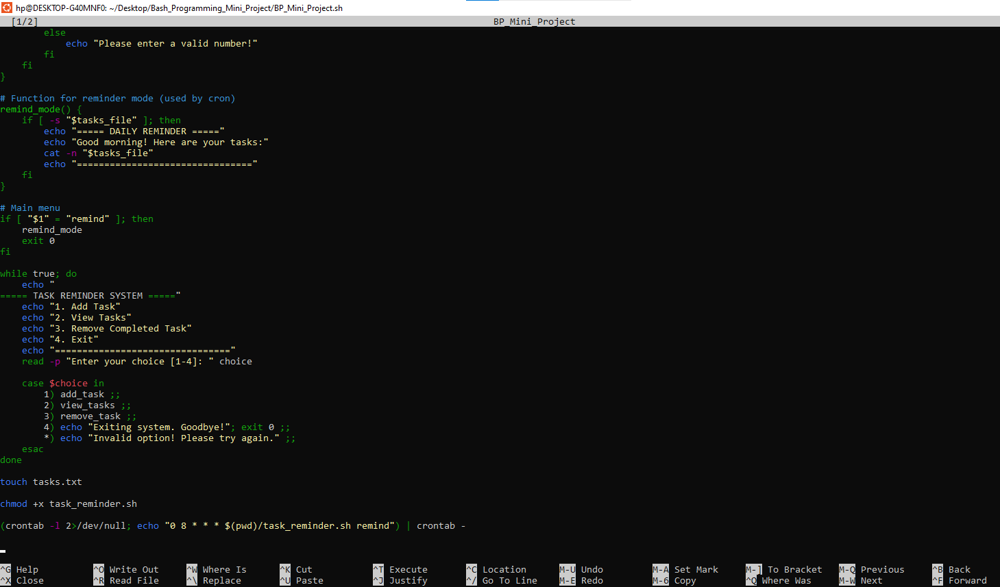 hp@DESKTOP-G40MNF0: ~/Desktop/Bash_Programming_Mini_Project/BP_Mini_Project.sh
[1/2] BP_Mini_Project
        else
            echo "Please enter a valid number!"
        fi
    fi
}

# Function for reminder mode (used by cron)
remind_mode() {
    if [ -s "$tasks_file" ]; then
        echo "===== DAILY REMINDER ====="
        echo "Good morning! Here are your tasks:"
        cat -n "$tasks_file"
        echo "================================"
    fi
}

# Main menu
if [ "$1" = "remind" ]; then
    remind_mode
    exit 0
fi

while true; do
    echo "
===== TASK REMINDER SYSTEM ====="
    echo "1. Add Task"
    echo "2. View Tasks"
    echo "3. Remove Completed Task"
    echo "4. Exit"
    echo "================================"
    read -p "Enter your choice [1-4]: " choice

    case $choice in
        1) add_task ;;
        2) view_tasks ;;
        3) remove_task ;;
        4) echo "Exiting system. Goodbye!"; exit 0 ;;
        *) echo "Invalid option! Please try again." ;;
    esac
done

touch tasks.txt

chmod +x task_reminder.sh

(crontab -l 2>/dev/null; echo "0 8 * * * $(pwd)/task_reminder.sh remind") | crontab -

^G Help ^O Write Out ^W Where Is ^K Cut ^T Execute ^C Location M-U Undo M-A Set Mark M-] To Bracket M-Q Previous ^B Back
^X Close ^R Read File ^\ Replace ^U Paste ^J Justify ^/ Go To Line M-E Redo M-6 Copy ^Q Where Was M-W Next ^F Forward